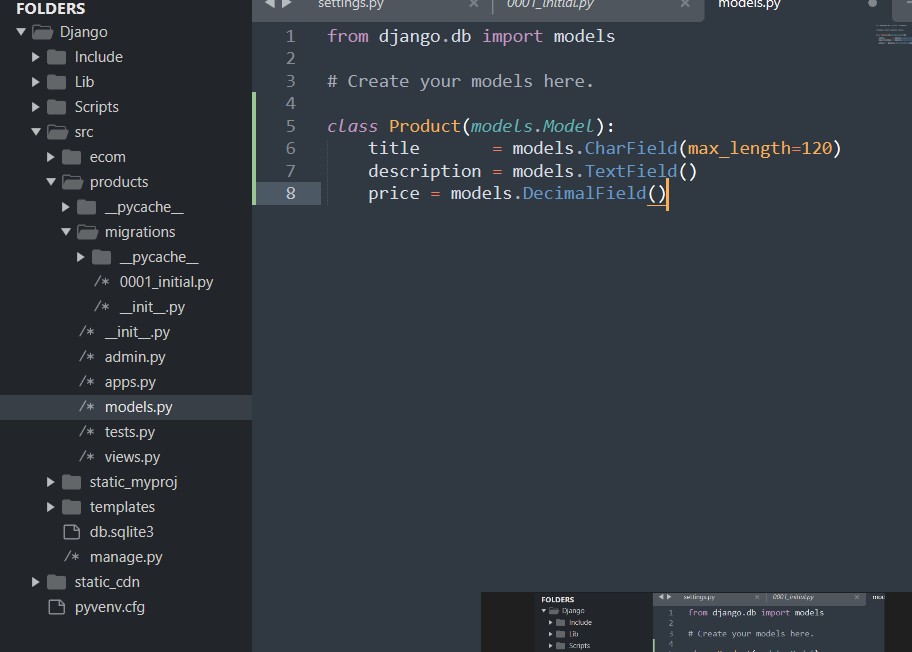 FOLDERS
Django
Include
Lib
Scripts
src
ecom
products
__pycache__
migrations
__pycache__
/* 0001_initial.py
/* __init__.py
/* __init__.py
/* admin.py
/* apps.py
/* models.py
/* tests.py
/* views.py
static_myproj
templates
db.sqlite3
/* manage.py
static_cdn
pyvenv.cfg
settings.py × 0001_initial.py × models.py
1 from django.db import models
2
3 # Create your models here.
4
5 class Product(models.Model):
6     title       = models.CharField(max_length=120)
7     description = models.TextField()
8     price = models.DecimalField()
FOLDERS
Django
Include
Lib
Scripts
settings.py × 0001_initial.py ×
1 from django.db import models
2
3 # Create your models here.
4